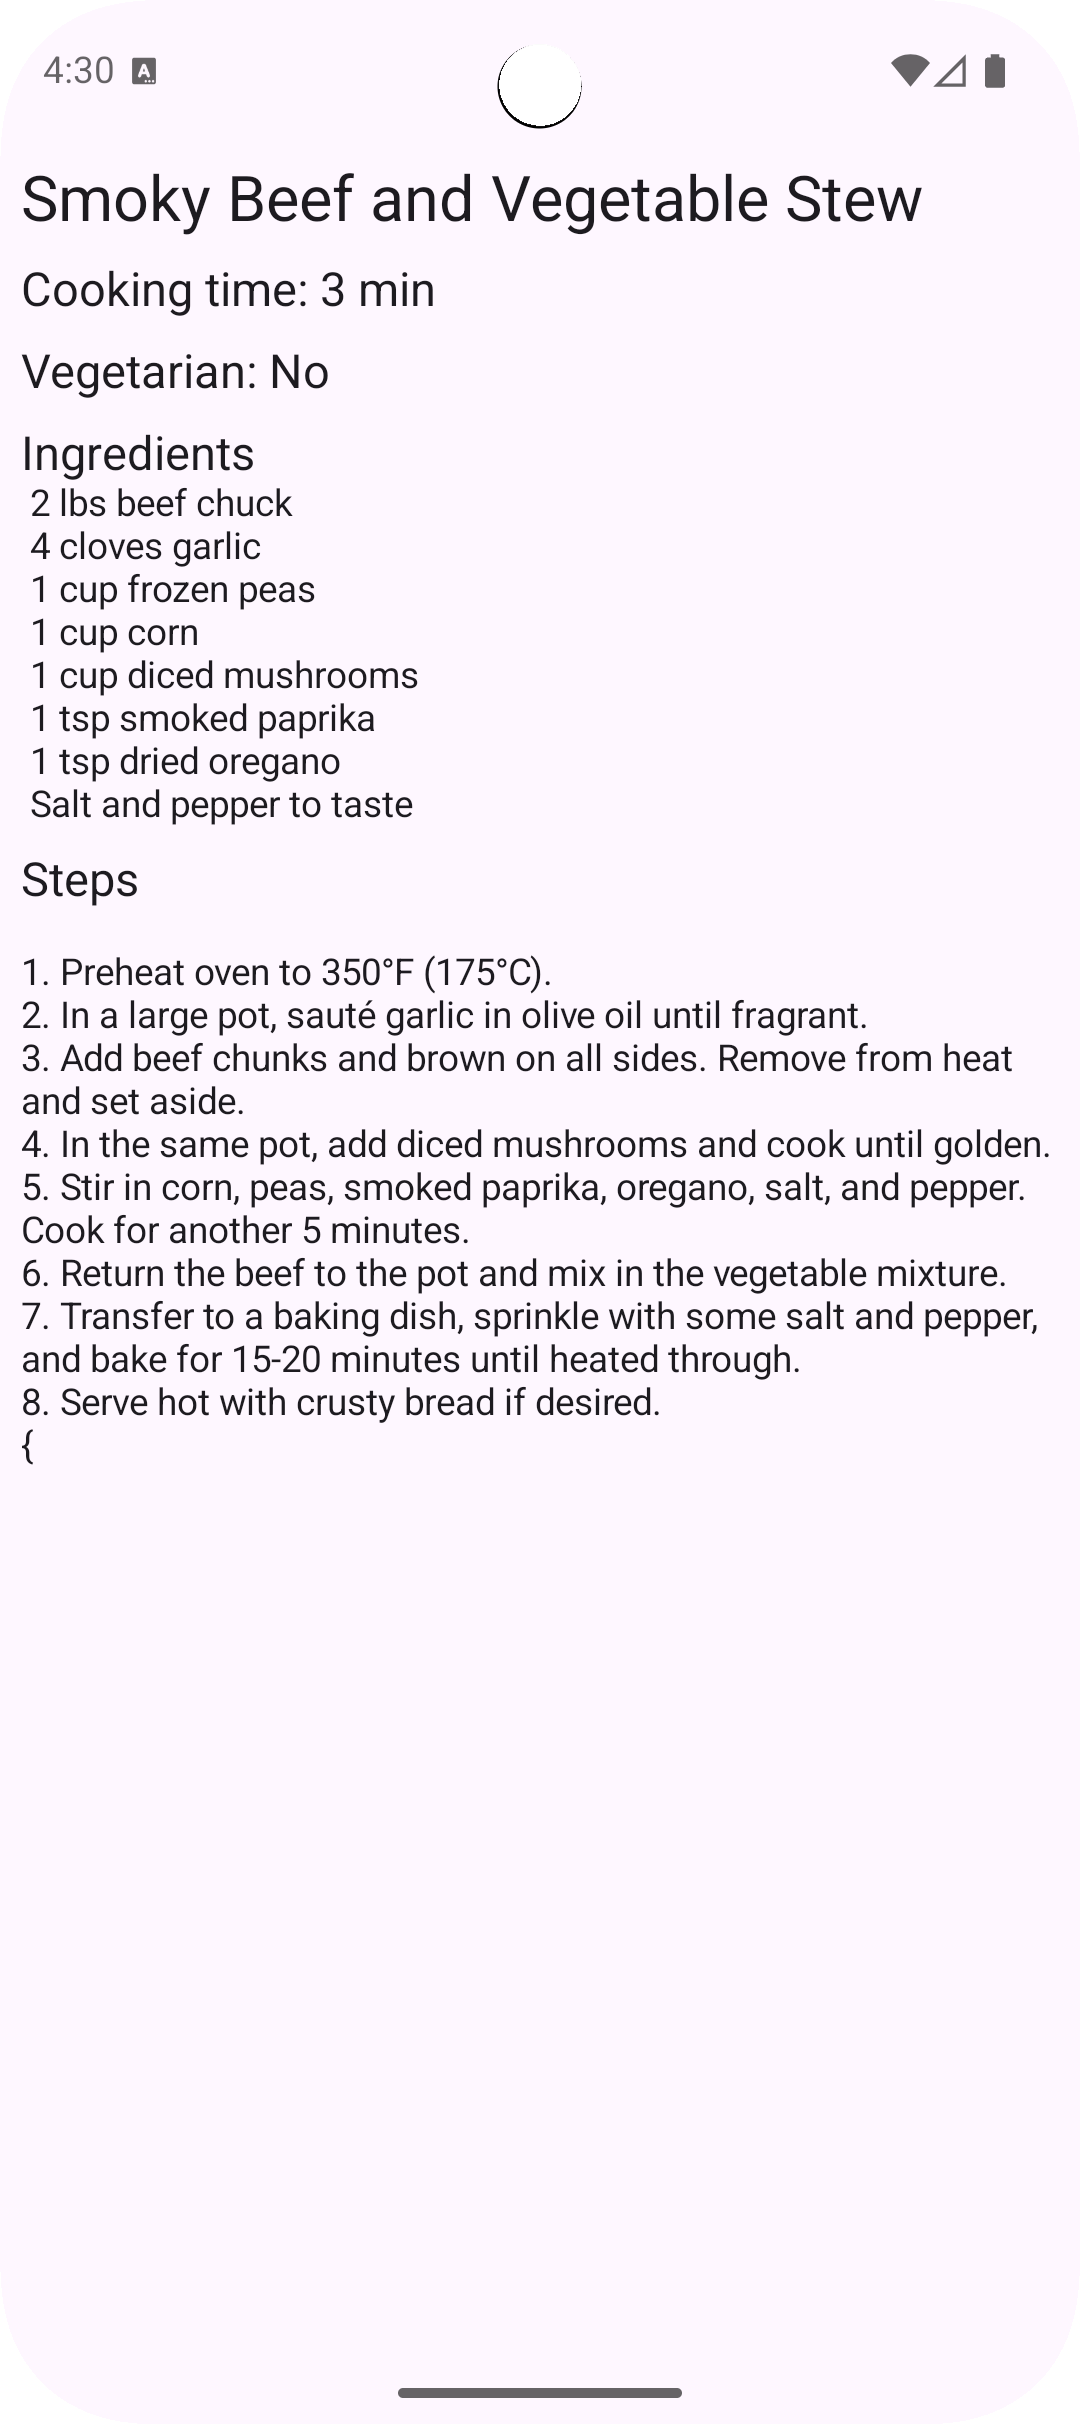 4:30
Smoky Beef and Vegetable Stew
Cooking time: 3 min
Vegetarian: No
Ingredients
2 lbs beef chuck
4 cloves garlic
1 cup frozen peas
1 cup corn
1 cup diced mushrooms
1 tsp smoked paprika
1 tsp dried oregano
Salt and pepper to taste
Steps
1. Preheat oven to 350°F (175°C).
2. In a large pot, sauté garlic in olive oil until fragrant.
3. Add beef chunks and brown on all sides. Remove from heat
and set aside.
4. In the same pot, add diced mushrooms and cook until golden.
5. Stir in corn, peas, smoked paprika, oregano, salt, and pepper.
Cook for another 5 minutes.
6. Return the beef to the pot and mix in the vegetable mixture.
7. Transfer to a baking dish, sprinkle with some salt and pepper,
and bake for 15-20 minutes until heated through.
8. Serve hot with crusty bread if desired.
{